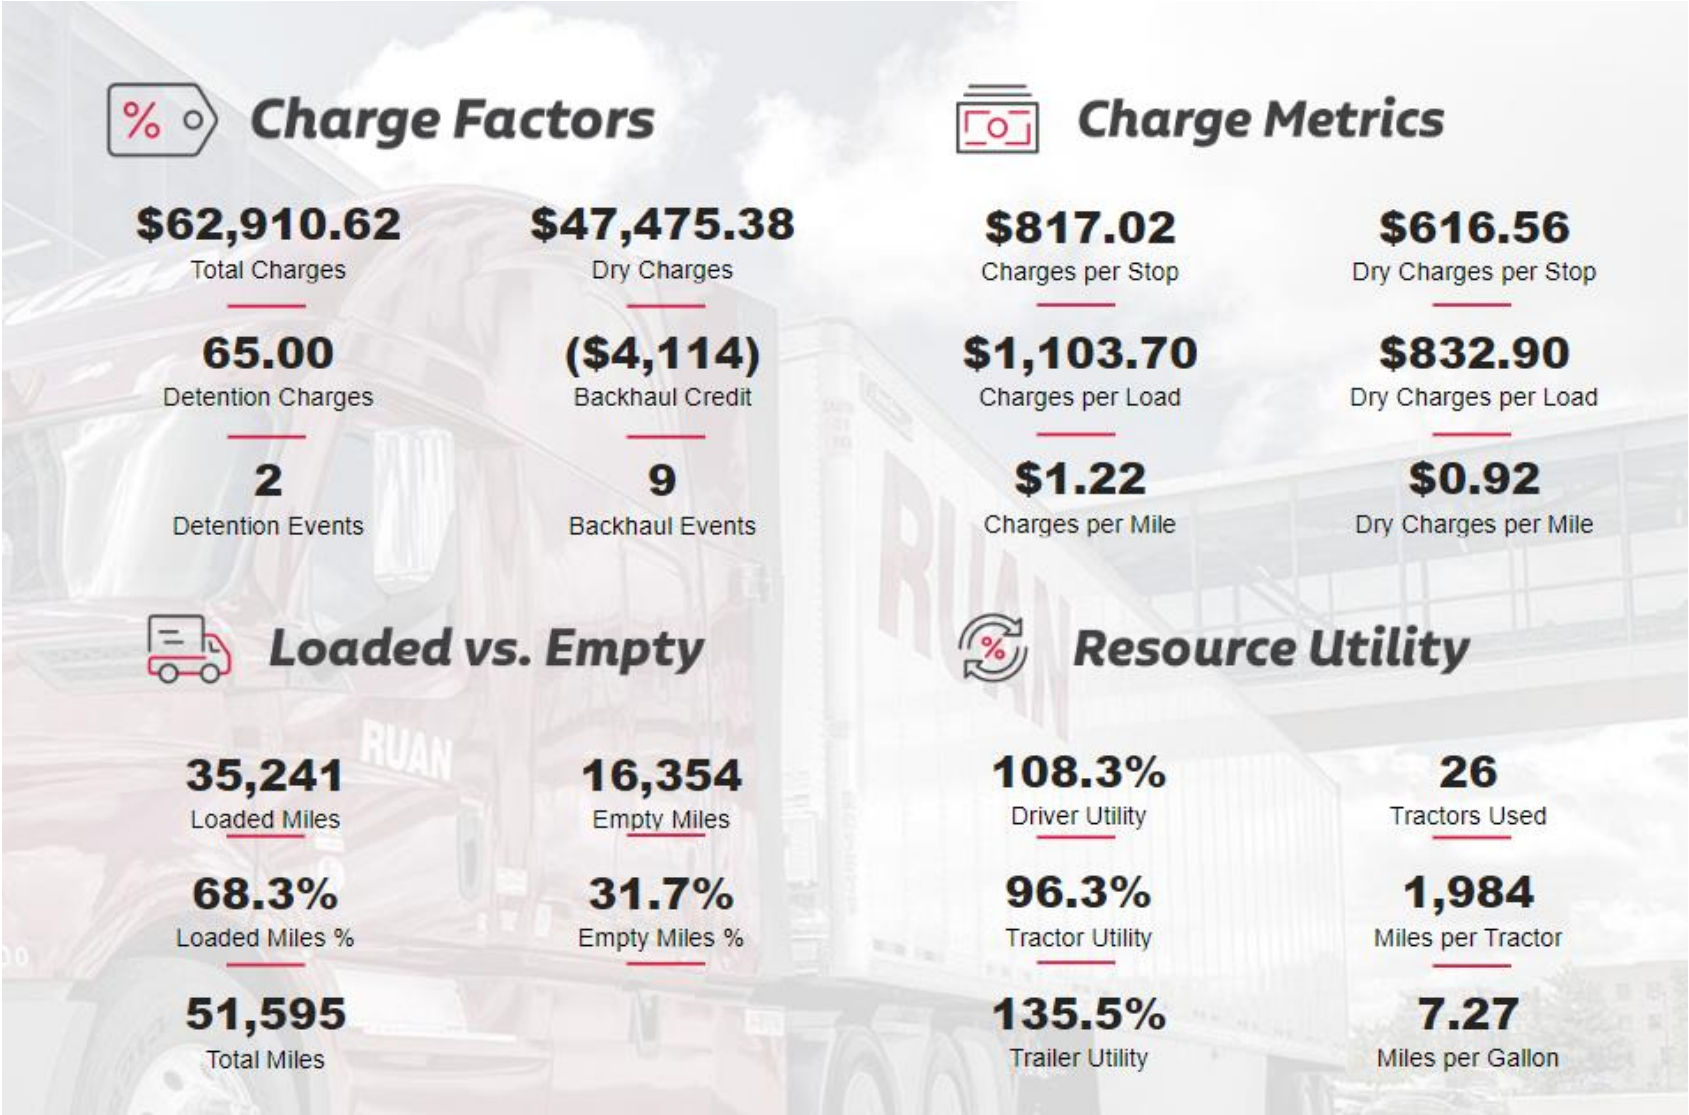 % Charge Factors
$62,910.62
Total Charges
$47,475.38
Dry Charges
65.00
Detention Charges
($4,114)
Backhaul Credit
2
Detention Events
9
Backhaul Events
Charge Metrics
$817.02
Charges per Stop
$616.56
Dry Charges per Stop
$1,103.70
Charges per Load
$832.90
Dry Charges per Load
$1.22
Charges per Mile
$0.92
Dry Charges per Mile
Loaded vs. Empty
35,241
Loaded Miles
16,354
Empty Miles
68.3%
Loaded Miles %
31.7%
Empty Miles %
51,595
Total Miles
% Resource Utility
108.3%
Driver Utility
26
Tractors Used
96.3%
Tractor Utility
1,984
Miles per Tractor
135.5%
Trailer Utility
7.27
Miles per Gallon
RUAN
RUAN
RUAN